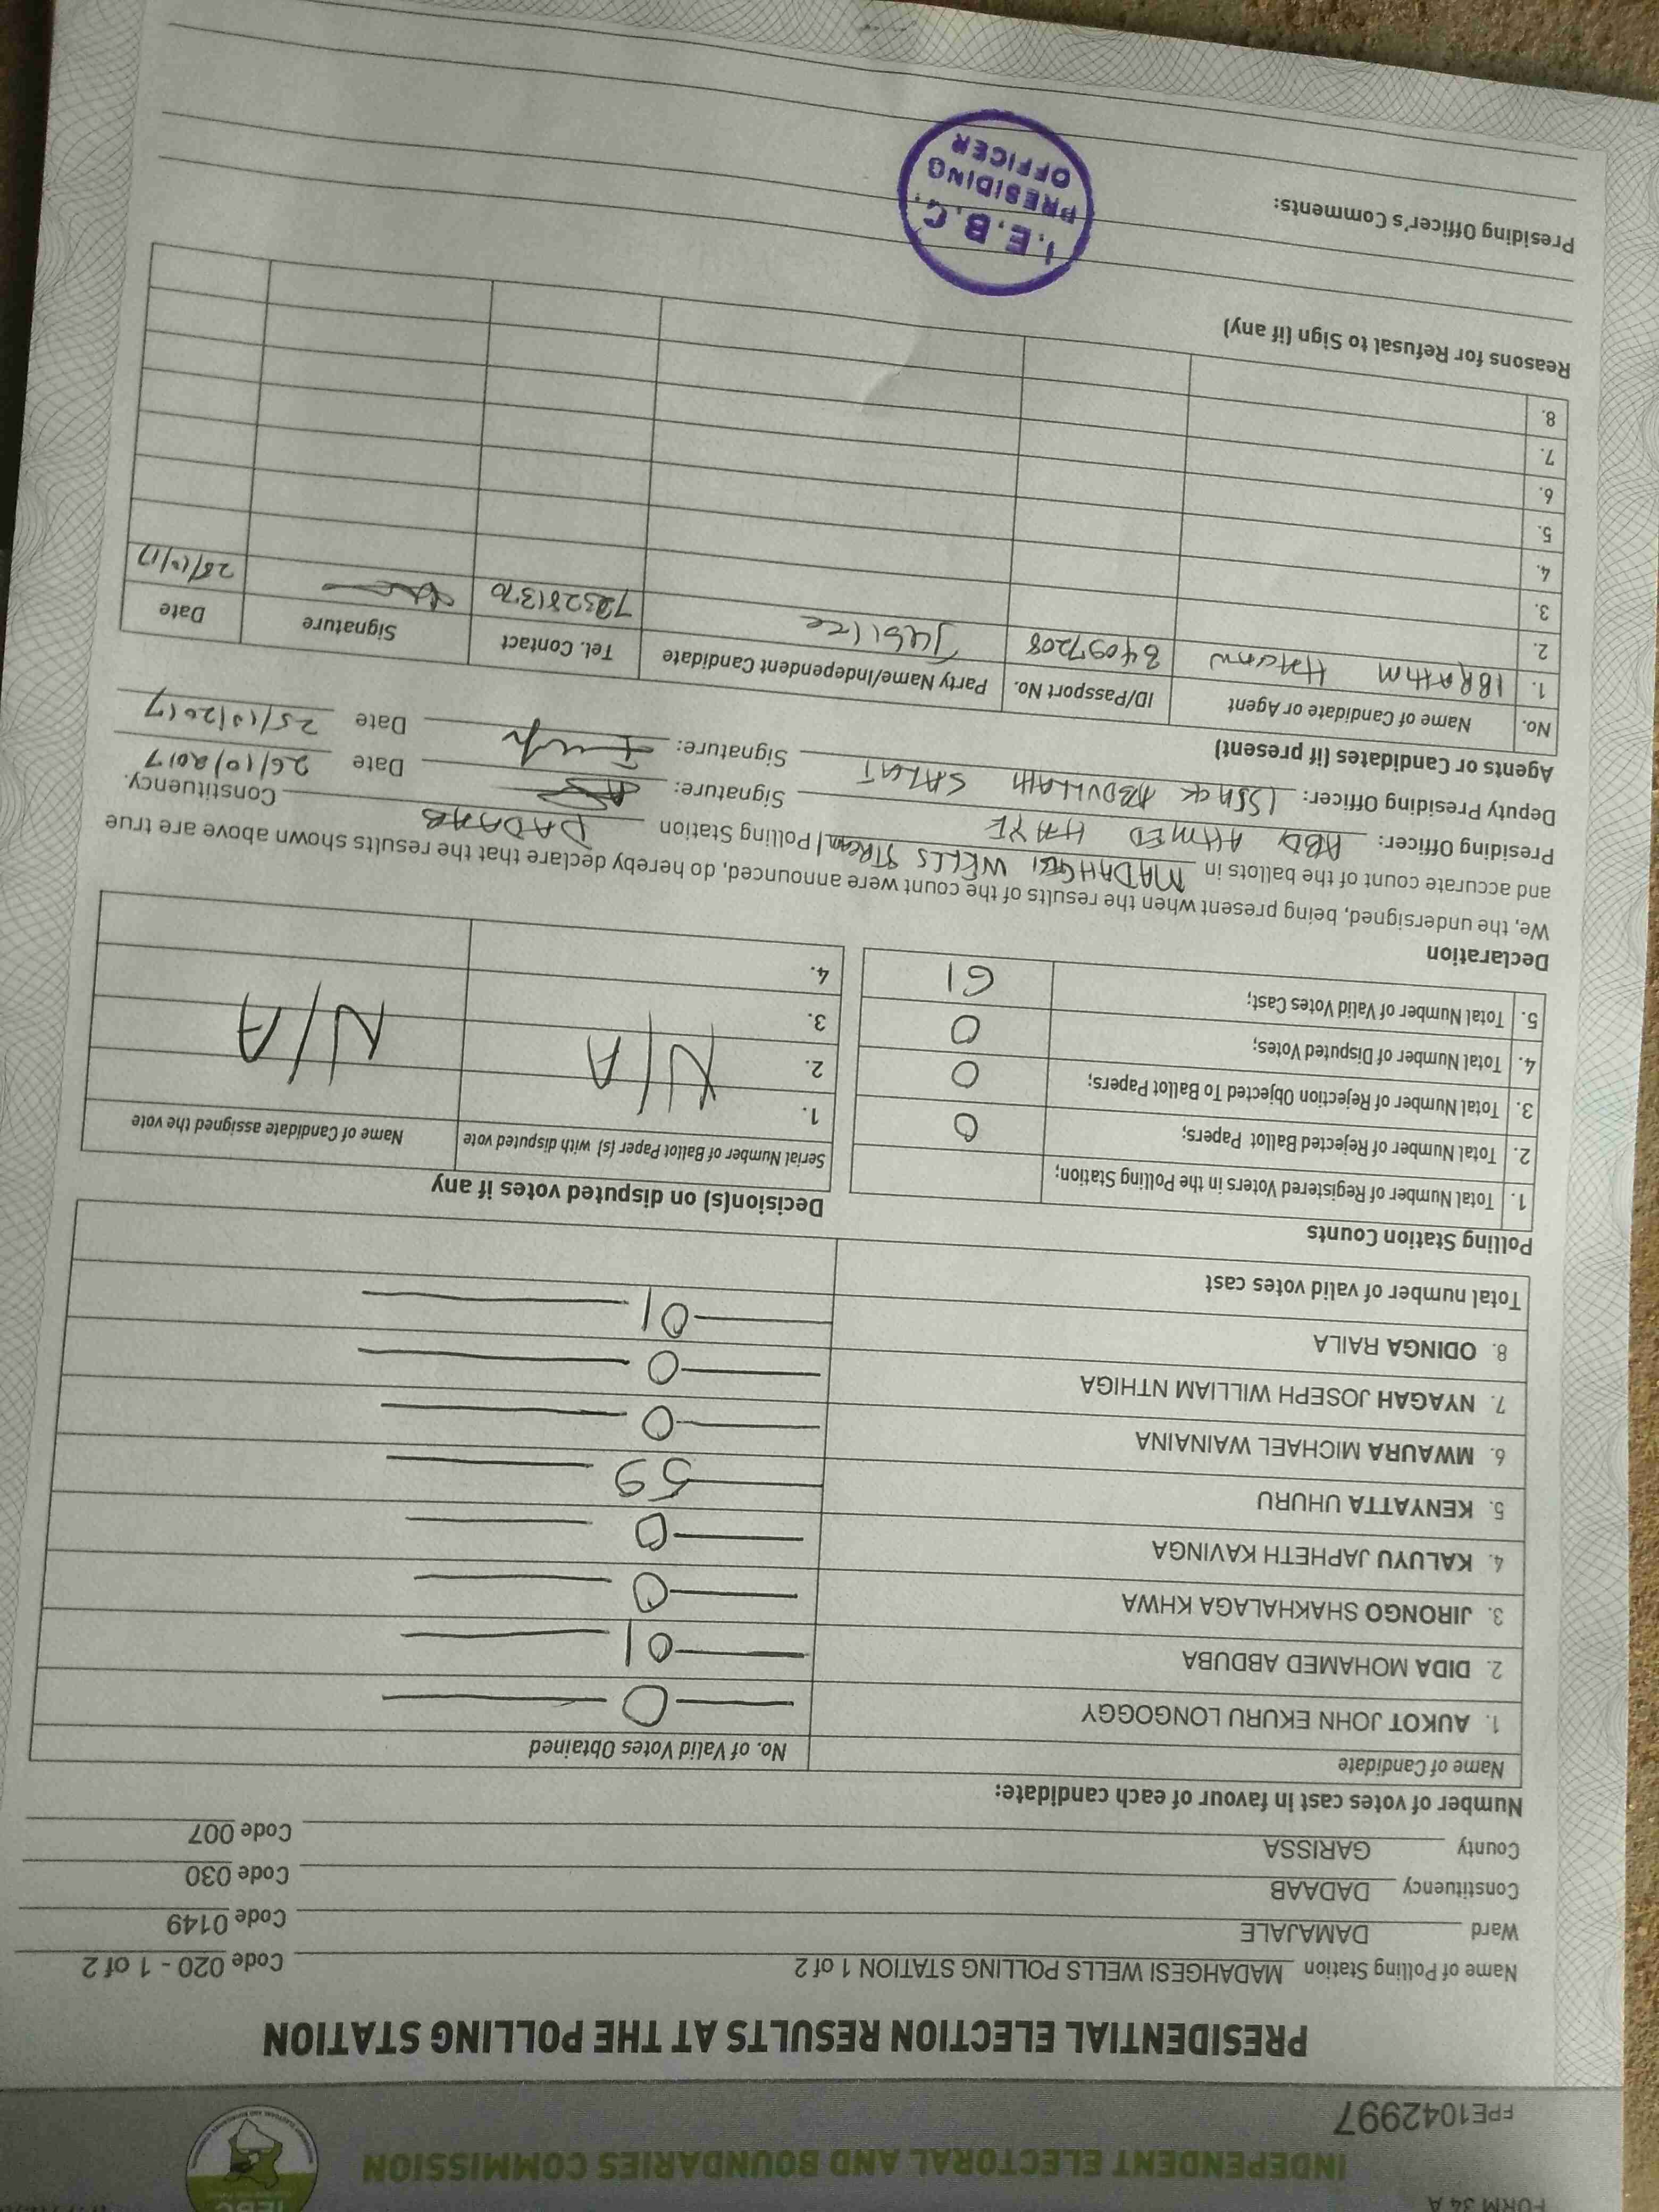 FORM 34 A
IEBC
INDEPENDENT ELECTORAL AND BOUNDARIES COMMISSION
FPE1042997
PRESIDENTIAL ELECTION RESULTS AT THE POLLING STATION
Name of Polling Station MADAHGESI WELLS POLLING STATION 1 of 2 Code 020 - 1 of 2
Ward DAMAJALE Code 0149
Constituency DADAAB Code 030
County GARISSA Code 007
Number of votes cast in favour of each candidate:
Name of Candidate No. of Valid Votes Obtained
1. AUKOT JOHN EKURU LONGOGGY 0
2. DIDA MOHAMED ABDUBA 01
3. JIRONGO SHAKHALAGA KHWA 0
4. KALUYU JAPHETH KAVINGA 0
5. KENYATTA UHURU 59
6. MWAURA MICHAEL WAINAINA 0
7. NYAGAH JOSEPH WILLIAM NTHIGA 0
8. ODINGA RAILA 01
Total number of valid votes cast
Polling Station Counts
1. Total Number of Registered Voters in the Polling Station;
2. Total Number of Rejected Ballot Papers; 0
3. Total Number of Rejection Objected To Ballot Papers; 0
4. Total Number of Disputed Votes; 0
5. Total Number of Valid Votes Cast; 61
Decision(s) on disputed votes if any
Serial Number of Ballot Paper (s) with disputed vote Name of Candidate assigned the vote
1.
2. N/A N/A
3.
4.
Declaration
We, the undersigned, being present when the results of the count were announced, do hereby declare that the results shown above are true
and accurate count of the ballots in MADAHGESI WELLS STREAM 1 Polling Station DADAAB Constituency.
Presiding Officer: ABDI AHMED HAYE Signature: Date 26/10/2017
Deputy Presiding Officer: ISSACK ABDULLAHI SALAT Signature: Date 25/10/2017
Agents or Candidates (if present)
No. Name of Candidate or Agent ID/Passport No. Party Name/Independent Candidate Tel. Contact Signature Date
1. IBRAHIM 34097208 Jubilee
2.
3.
4.
5.
6.
7.
8.
Reasons for Refusal to Sign (if any)
Presiding Officer's Comments:
I.E.B.C.
PRESIDING
OFFICER